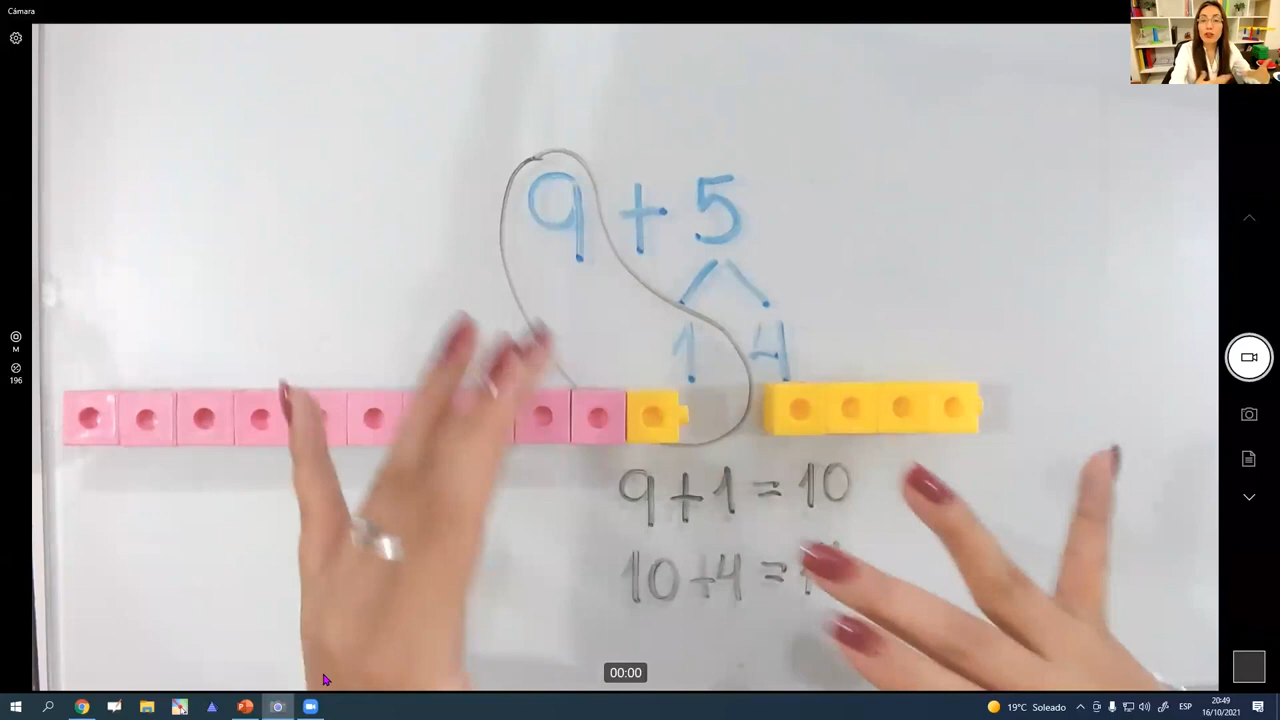 Cámara
9 + 5
1 4
9 + 1 = 10
10 + 4 =
M
196
00:00
19°C Soleado
ESP
20:49
16/10/2021